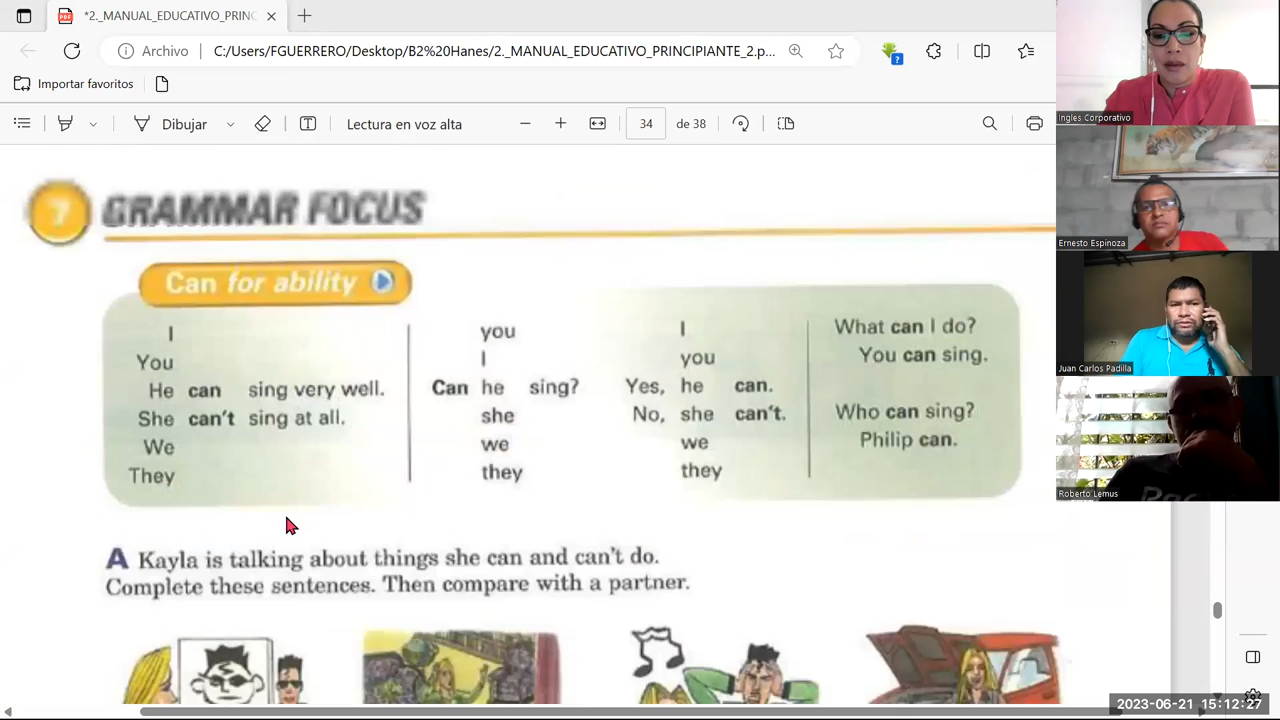 *2._MANUAL_EDUCATIVO_PRINC
Archivo
C:/Users/FGUERRERO/Desktop/B2%20Hanes/2._MANUAL_EDUCATIVO_PRINCIPIANTE_2.p...
Importar favoritos
Dibujar
Lectura en voz alta
34
de 38
7 GRAMMAR FOCUS
Can for ability
I
You
He can sing very well.
She can't sing at all.
We
They
you
I
Can he sing?
she
we
they
I
you
Yes, he can.
No, she can't.
we
they
What can I do?
You can sing.
Who can sing?
Philip can.
A Kayla is talking about things she can and can't do.
Complete these sentences. Then compare with a partner.
Ingles Corporativo
Ernesto Espinoza
Juan Carlos Padilla
Roberto Lemus
2023-06-21 15:12:27